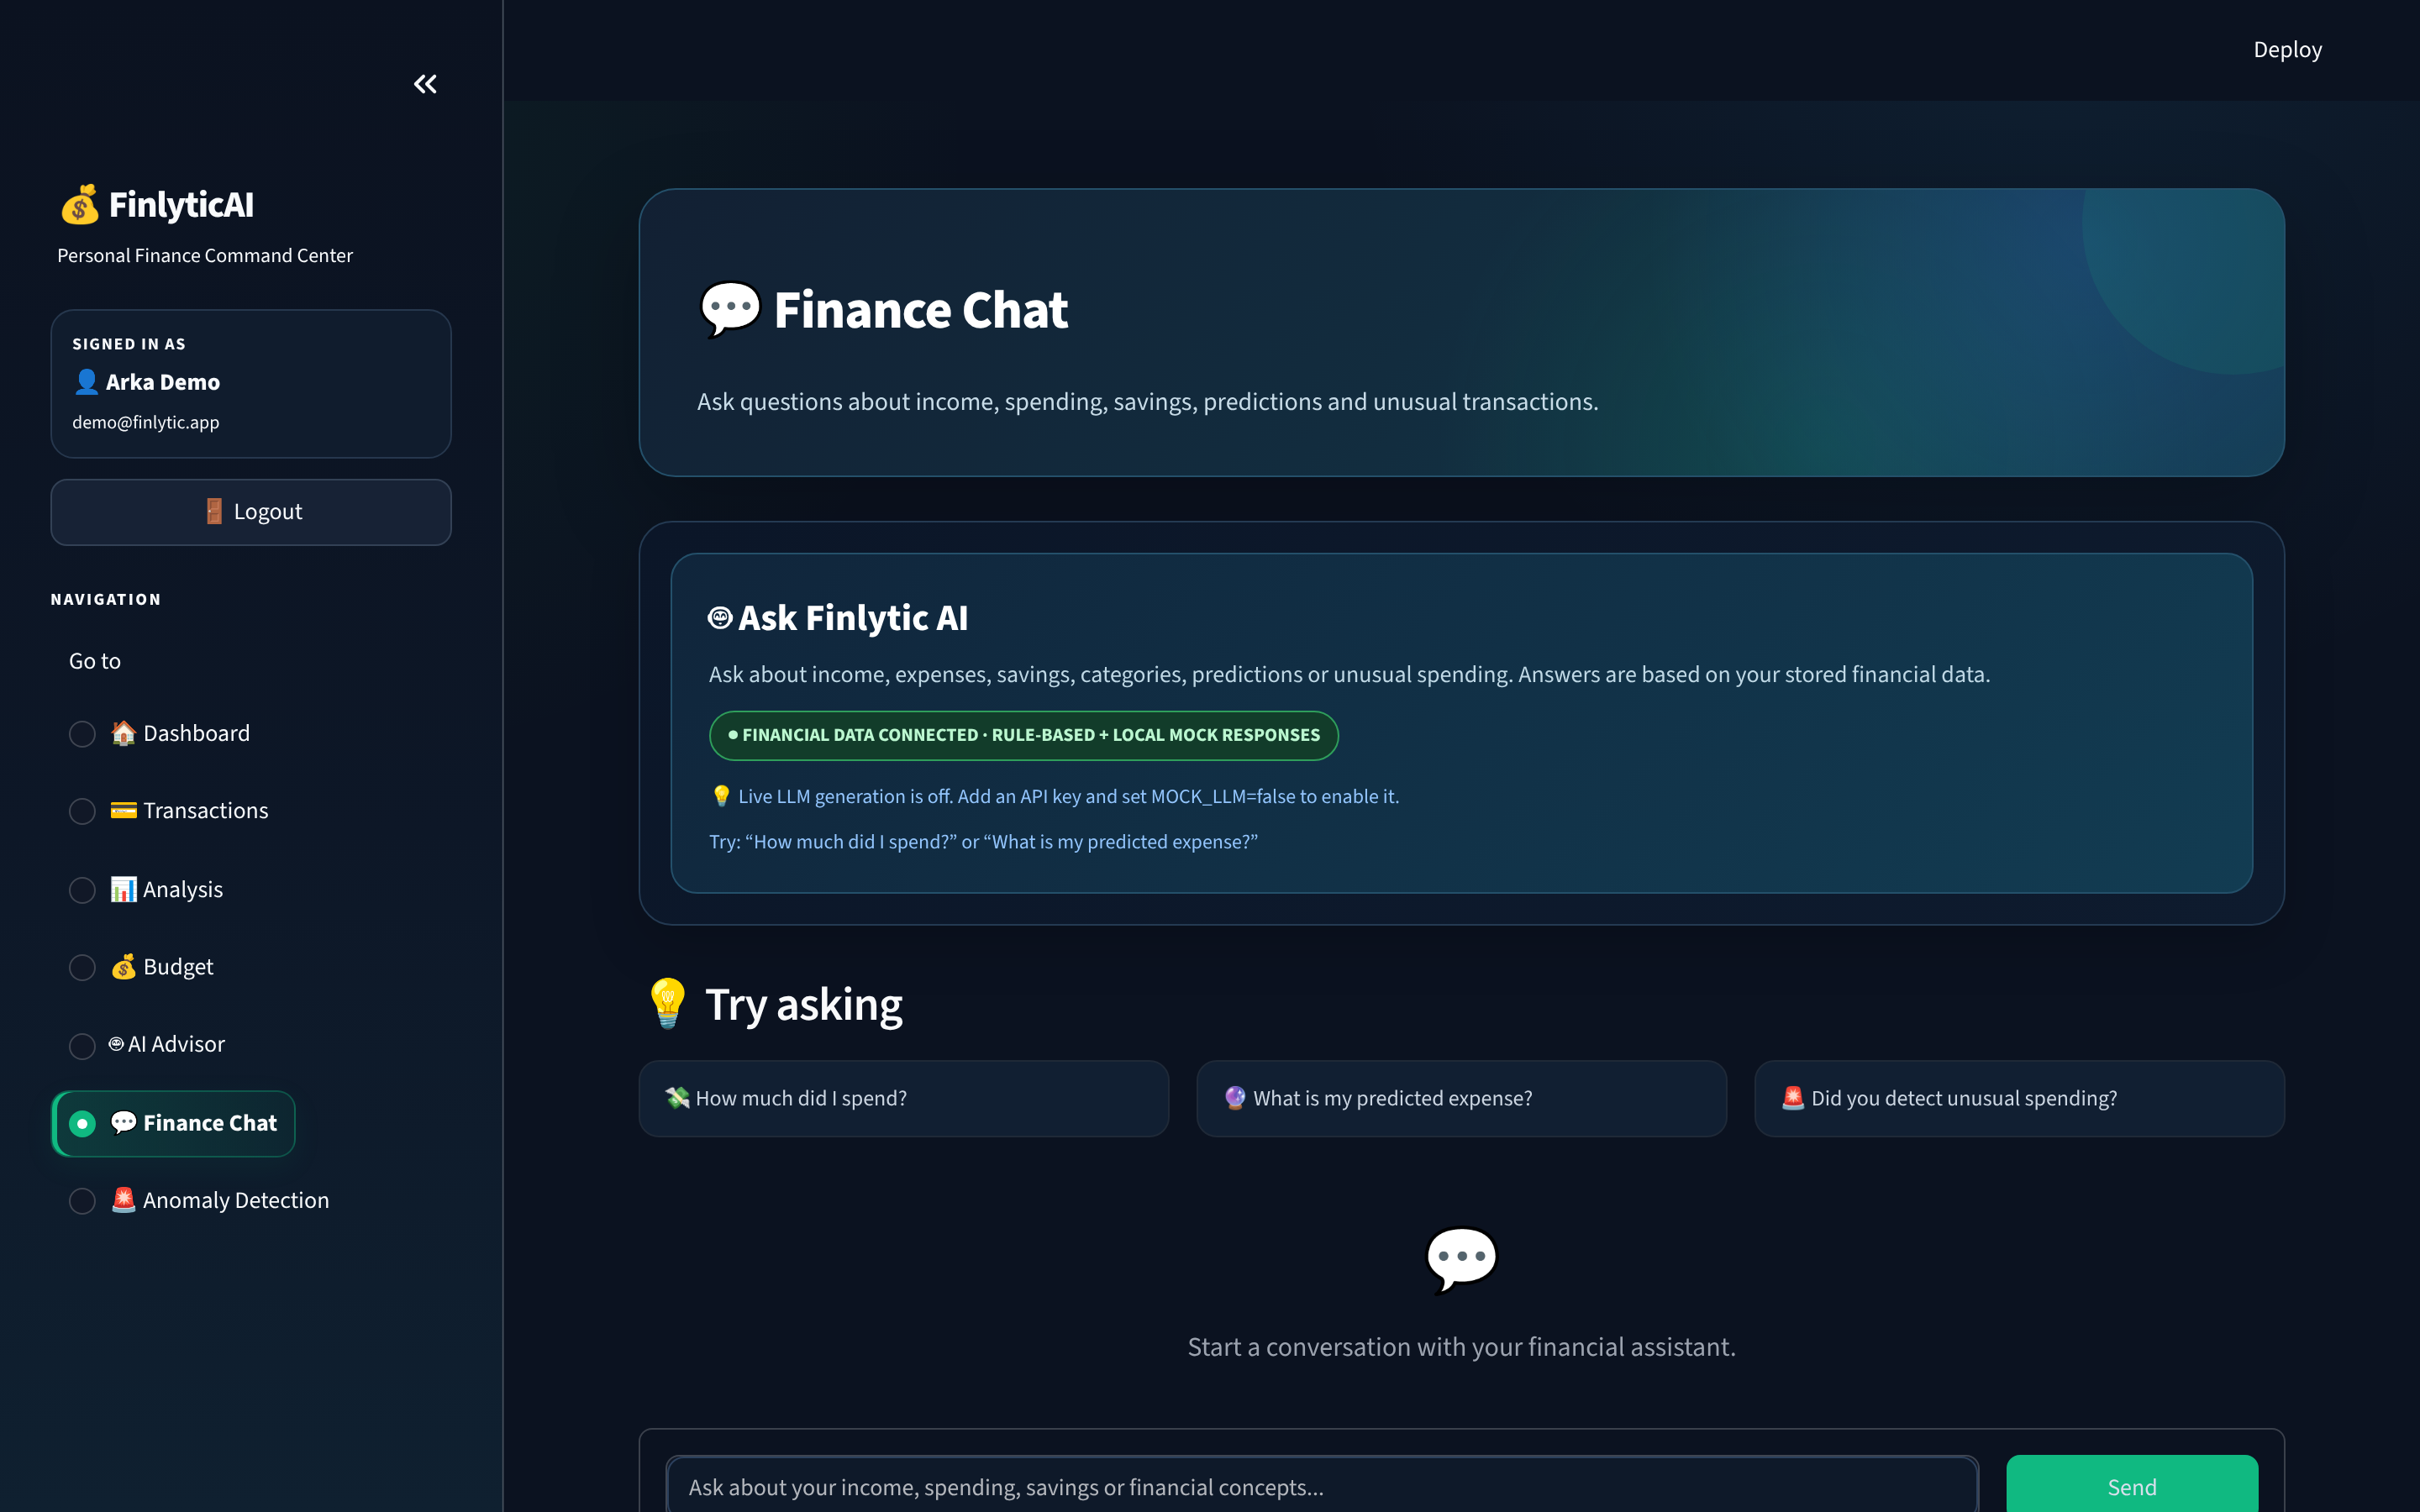 Deploy
FinlyticAI
Personal Finance Command Center
SIGNED IN AS
Arka Demo
demo@finlytic.app
Logout
NAVIGATION
Go to
Dashboard
Transactions
Analysis
Budget
AI Advisor
Finance Chat
Anomaly Detection
Finance Chat
Ask questions about income, spending, savings, predictions and unusual transactions.
Ask Finlytic AI
Ask about income, expenses, savings, categories, predictions or unusual spending. Answers are based on your stored financial data.
FINANCIAL DATA CONNECTED · RULE-BASED + LOCAL MOCK RESPONSES
Live LLM generation is off. Add an API key and set MOCK_LLM=false to enable it.
Try: “How much did I spend?” or “What is my predicted expense?”
Try asking
How much did I spend?
What is my predicted expense?
Did you detect unusual spending?
Start a conversation with your financial assistant.
Ask about your income, spending, savings or financial concepts...
Send